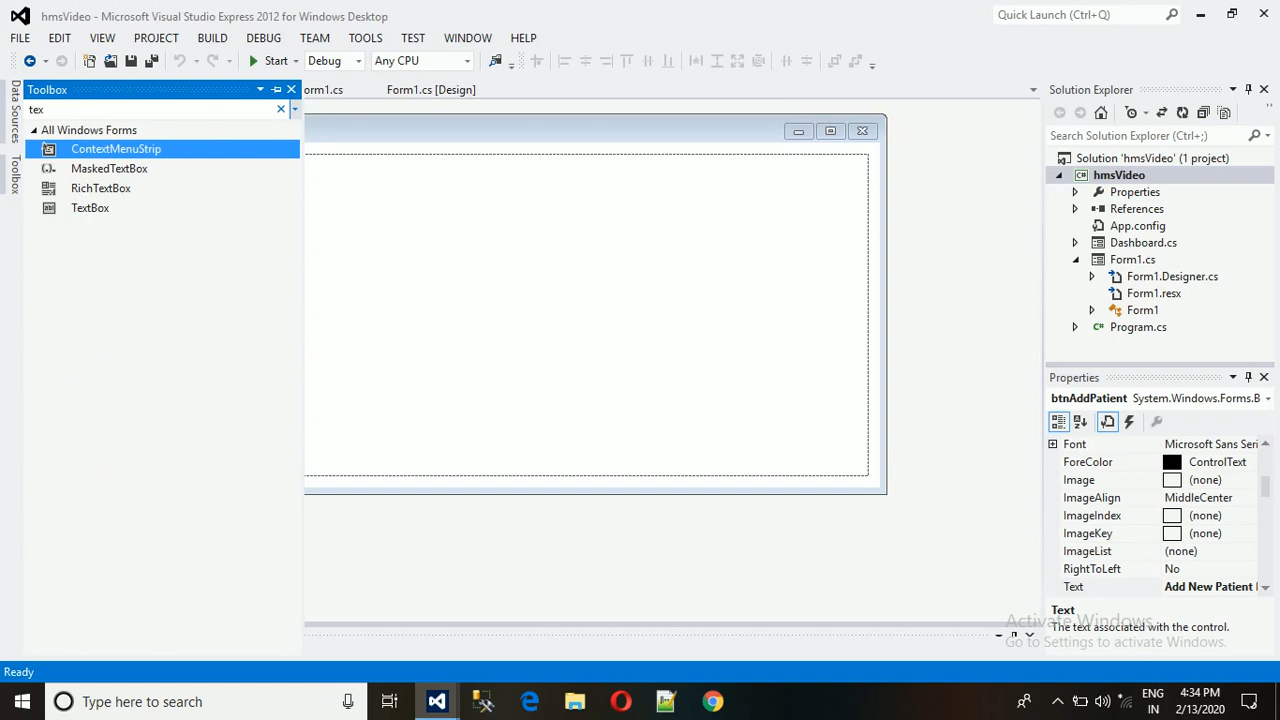 hmsVideo - Microsoft Visual Studio Express 2012 for Windows Desktop
Quick Launch (Ctrl+Q)
FILE EDIT VIEW PROJECT BUILD DEBUG TEAM TOOLS TEST WINDOW HELP
Start Debug Any CPU
Data Sources
Toolbox
Toolbox
tex
All Windows Forms
ContextMenuStrip
MaskedTextBox
RichTextBox
TextBox
orm1.cs
Form1.cs [Design]
Solution Explorer
Search Solution Explorer (Ctrl+;)
Solution 'hmsVideo' (1 project)
hmsVideo
Properties
References
App.config
Dashboard.cs
Form1.cs
Form1.Designer.cs
Form1.resx
Form1
Program.cs
Properties
btnAddPatient System.Windows.Forms.B
Font Microsoft Sans Seri
ForeColor ControlText
Image (none)
ImageAlign MiddleCenter
ImageIndex (none)
ImageKey (none)
ImageList (none)
RightToLeft No
Text Add New Patient
Text
The text associated with the control.
Activate Windows
Go to Settings to activate Windows.
Ready
Type here to search
ENG
IN
4:34 PM
2/13/2020